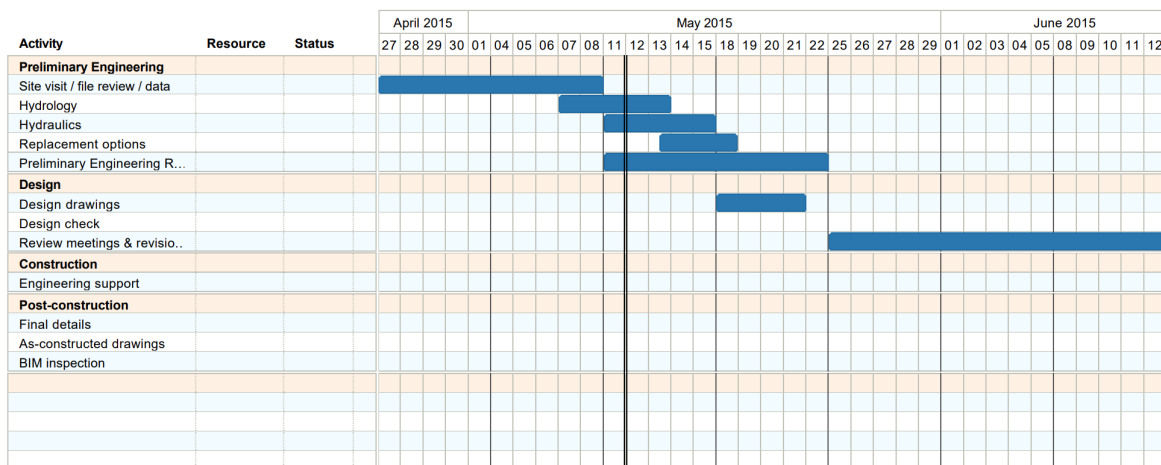 April 2015 May 2015 June 2015
Activity Resource Status 27 28 29 30 01 04 05 06 07 08 11 12 13 14 15 18 19 20 21 22 25 26 27 28 29 01 02 03 04 05 08 09 10 11 12
Preliminary Engineering
Site visit / file review / data
Hydrology
Hydraulics
Replacement options
Preliminary Engineering R...
Design
Design drawings
Design check
Review meetings & revisio..
Construction
Engineering support
Post-construction
Final details
As-constructed drawings
BIM inspection